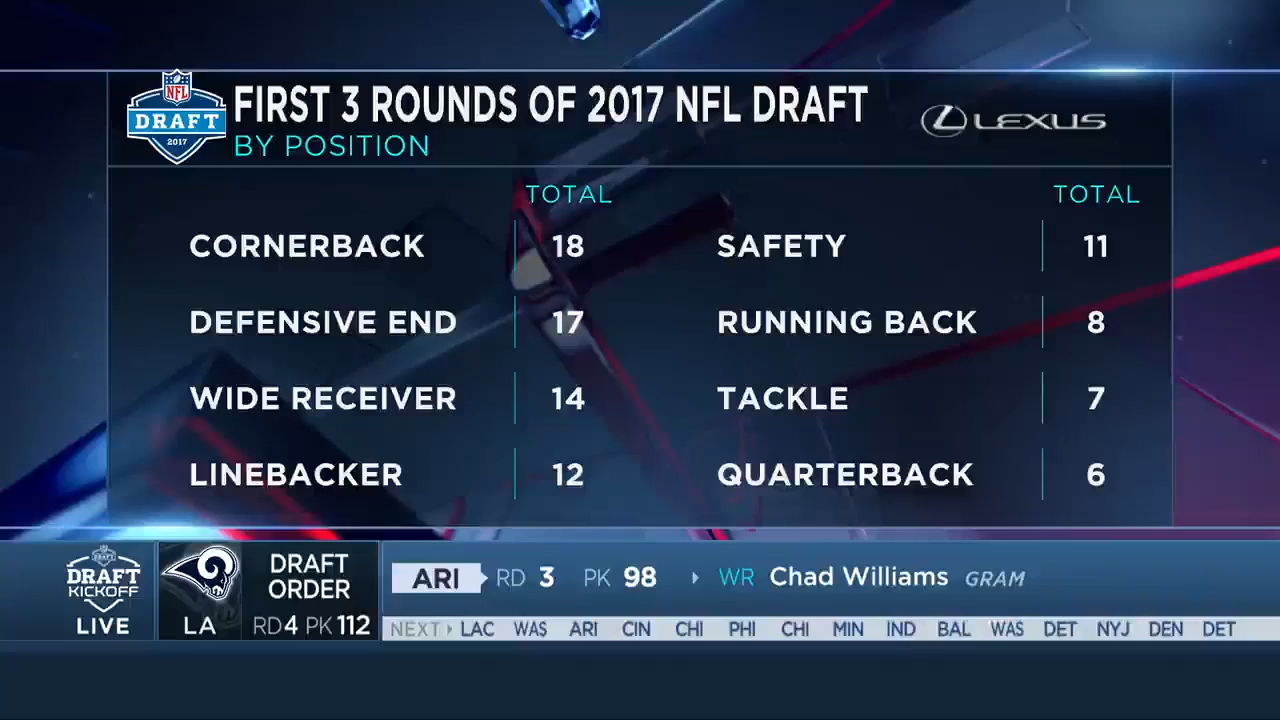 NFL
DRAFT
2017
FIRST 3 ROUNDS OF 2017 NFL DRAFT
BY POSITION
LEXUS
TOTAL TOTAL
CORNERBACK 18 SAFETY 11
DEFENSIVE END 17 RUNNING BACK 8
WIDE RECEIVER 14 TACKLE 7
LINEBACKER 12 QUARTERBACK 6
DRAFT
KICKOFF
LIVE
LA
DRAFT
ORDER
RD 4 PK 112
ARI RD 3 PK 98 WR Chad Williams GRAM
NEXT LAC WAS ARI CIN CHI PHI CHI MIN IND BAL WAS DET NYJ DEN DET